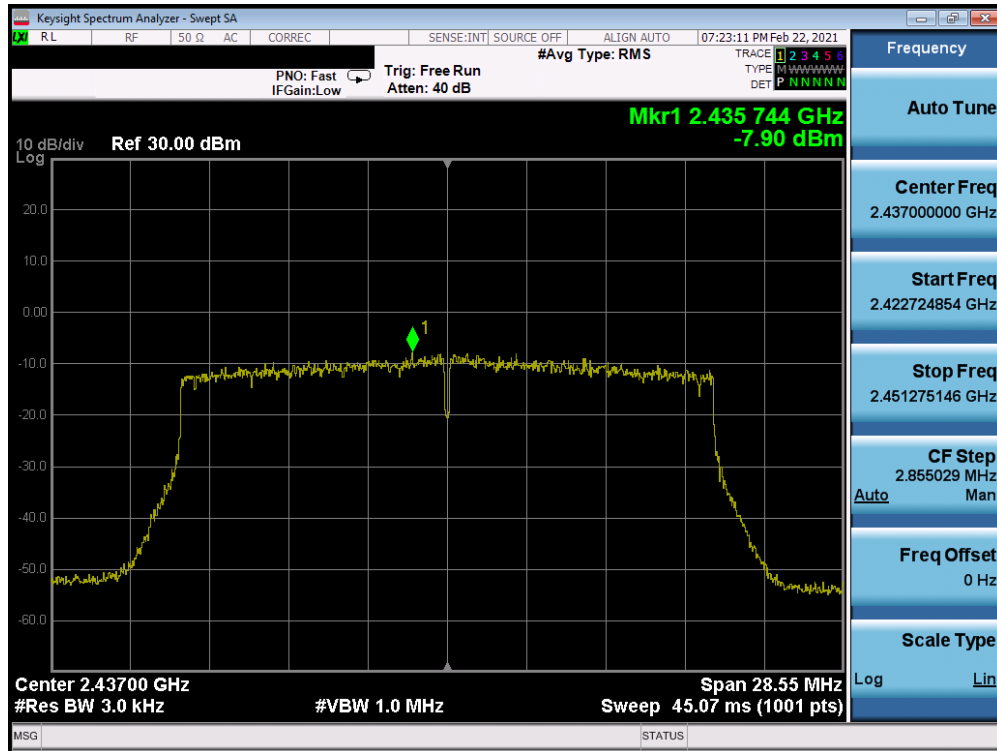 Keysight Spectrum Analyzer - Swept SA
LXI RL RF 50 Ω AC CORREC SENSE:INT SOURCE OFF ALIGN AUTO 07:23:11 PM Feb 22, 2021
#Avg Type: RMS
TRACE 1 2 3 4 5 6
PNO: Fast Trig: Free Run
TYPE M WWWWW
IFGain:Low Atten: 40 dB
DET P N N N N N
Mkr1 2.435 744 GHz
-7.90 dBm
10 dB/div Ref 30.00 dBm
Log
20.0
10.0
0.00
1
-10.0
-20.0
-30.0
-40.0
-50.0
-60.0
Center 2.43700 GHz Span 28.55 MHz
#Res BW 3.0 kHz #VBW 1.0 MHz Sweep 45.07 ms (1001 pts)
MSG STATUS
Frequency
Auto Tune
Center Freq
2.437000000 GHz
Start Freq
2.422724854 GHz
Stop Freq
2.451275146 GHz
CF Step
2.855029 MHz
Auto Man
Freq Offset
0 Hz
Scale Type
Log Lin